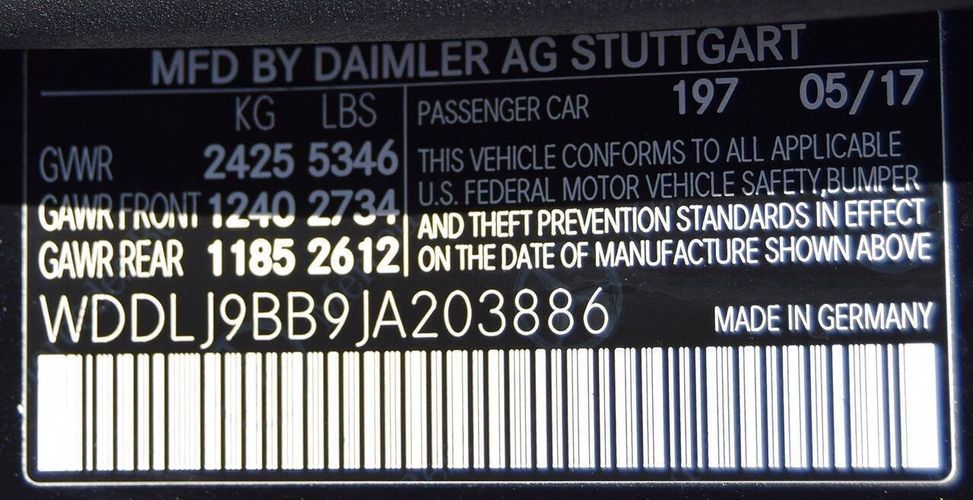 MFD BY DAIMLER AG STUTTGART
KG LBS
GVWR 2425 5346
GAWR FRONT 1240 2734
GAWR REAR 1185 2612
PASSENGER CAR 197 05/17
THIS VEHICLE CONFORMS TO ALL APPLICABLE
U.S. FEDERAL MOTOR VEHICLE SAFETY,BUMPER
AND THEFT PREVENTION STANDARDS IN EFFECT
ON THE DATE OF MANUFACTURE SHOWN ABOVE
WDDLJ9BB9JA203886
MADE IN GERMANY